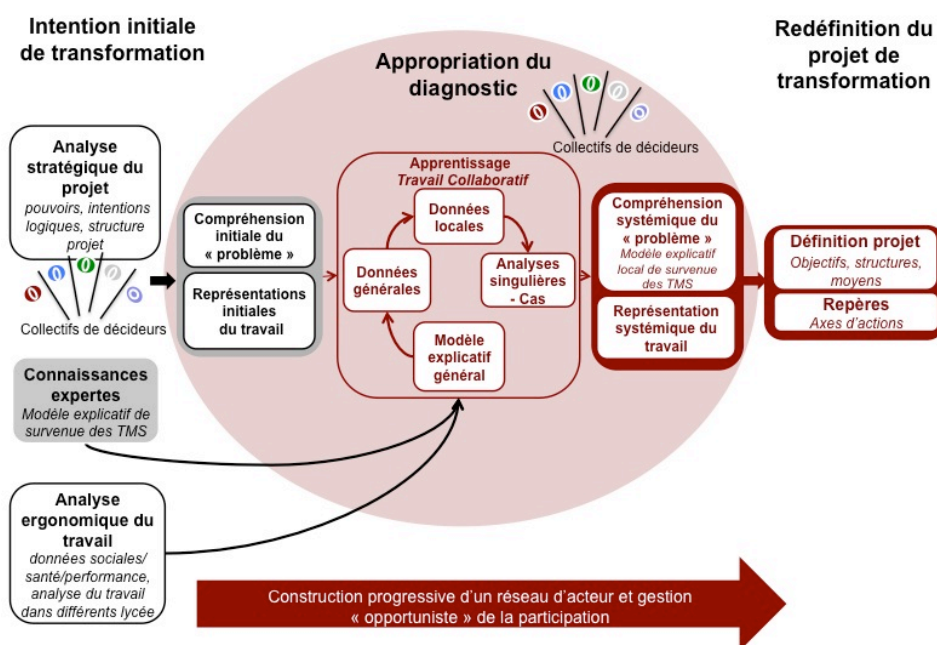 Intention initiale
de transformation
Appropriation du
diagnostic
Redéfinition du
projet de
transformation
Collectifs de décideurs
Analyse
stratégique du
projet
pouvoirs, intentions
logiques, structure
projet
Collectifs de décideurs
Compréhension
initiale du
« problème »
Représentations
initiales
du travail
Apprentissage
Travail Collaboratif
Données
locales
Données
générales
Analyses
singulières
- Cas
Modèle
explicatif
général
Compréhension
systémique du
« problème »
Modèle explicatif
local de survenue
des TMS
Représentation
systémique du
travail
Définition projet
Objectifs, structures,
moyens
Repères
Axes d'actions
Connaissances
expertes
Modèle explicatif de
survenue des TMS
Analyse
ergonomique du
travail
données sociales/
santé/performance,
analyse du travail
dans différents lycée
Construction progressive d'un réseau d'acteur et gestion
« opportuniste » de la participation